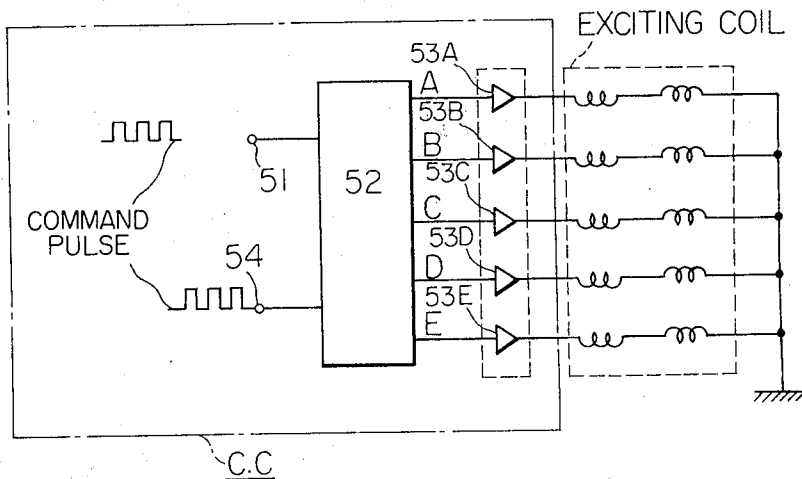 EXCITING COIL
53A
A
53B
B
53C
C
53D
D
53E
E
51
52
COMMAND
PULSE
54
C.C